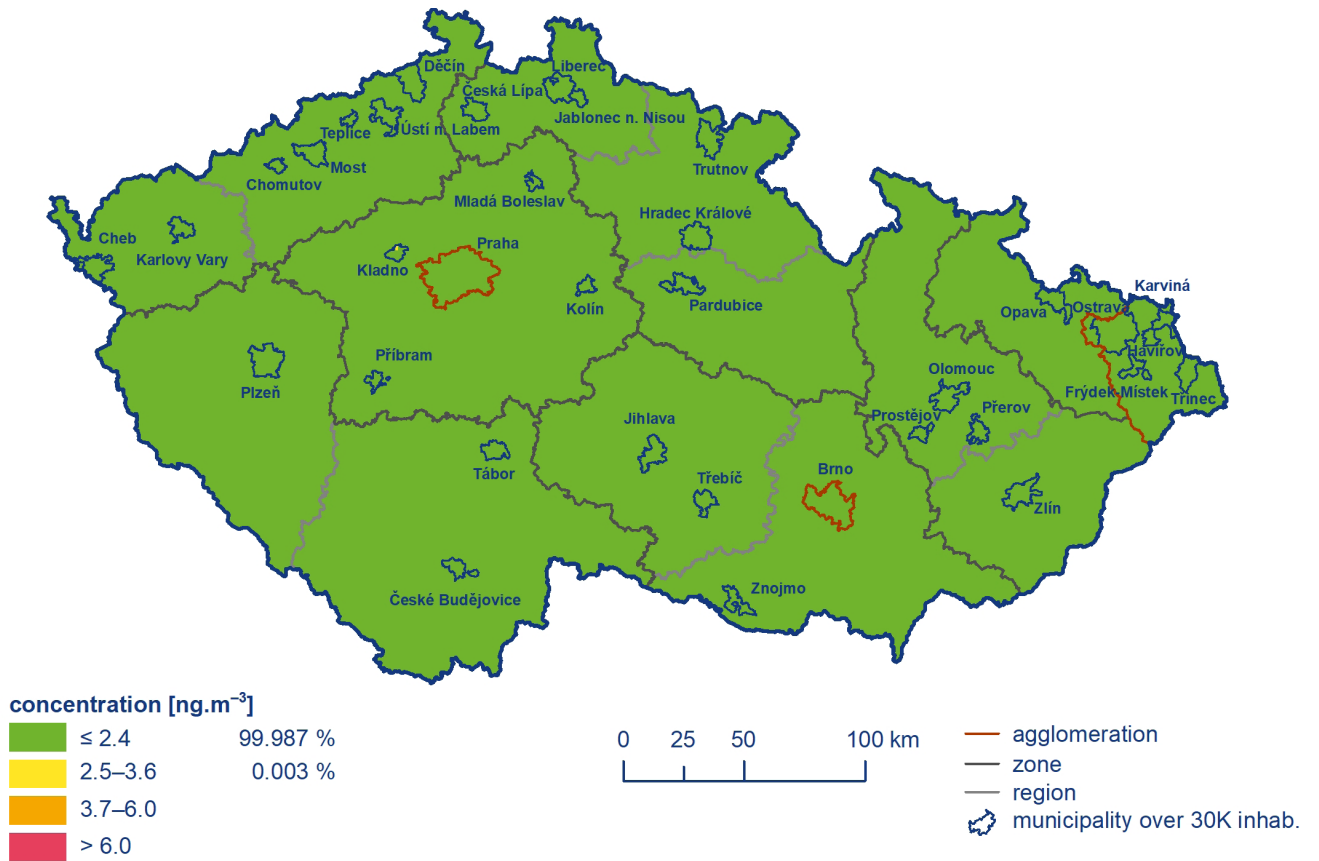 Děčín
Liberec
Česká Lípa
Jablonec n. Nisou
Ústí n. Labem
Teplice
Most
Chomutov
Trutnov
Mladá Boleslav
Hradec Králové
Cheb
Karlovy Vary
Praha
Kladno
Kolín
Pardubice
Karviná
Opava
Ostrava
Havířov
Příbram
Plzeň
Olomouc
Frýdek-Místek
Třinec
Přerov
Prostějov
Jihlava
Tábor
Třebíč
Brno
Zlín
Znojmo
České Budějovice
concentration [ng.m⁻³]
≤ 2.4 99.987 %
2.5–3.6 0.003 %
3.7–6.0
> 6.0
0 25 50 100 km
agglomeration
zone
region
municipality over 30K inhab.